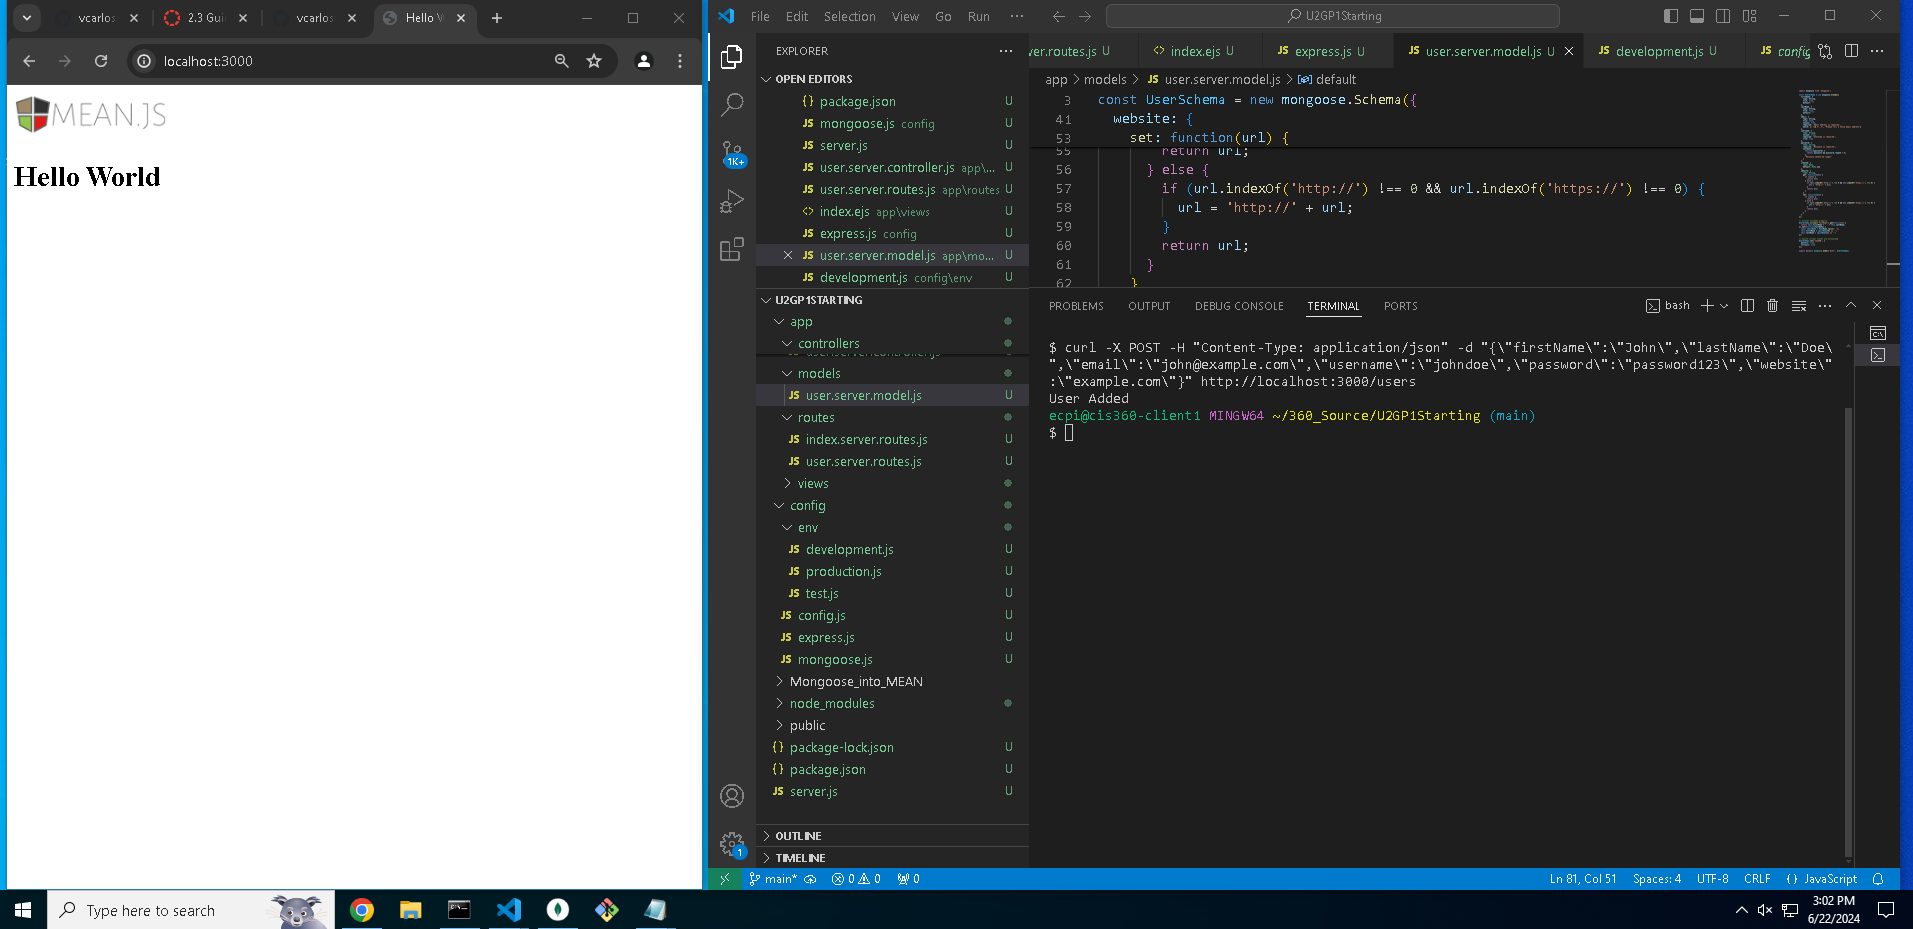 vcarlos
2.3 Gui
vcarlos
Hello W
localhost:3000
MEAN.JS
Hello World
File Edit Selection View Go Run ···
U2GP1Starting
EXPLORER
OPEN EDITORS
{} package.json U
JS mongoose.js config U
JS server.js U
JS user.server.controller.js app\... U
JS user.server.routes.js app\routes U
<> index.ejs app\views U
JS express.js config U
JS user.server.model.js app\mo... U
JS development.js config\env U
U2GP1STARTING
app
controllers
models
JS user.server.model.js U
routes
JS index.server.routes.js U
JS user.server.routes.js U
views
config
env
JS development.js U
JS production.js U
JS test.js U
JS config.js U
JS express.js U
JS mongoose.js U
Mongoose_into_MEAN
node_modules
public
{} package-lock.json U
{} package.json U
JS server.js U
OUTLINE
TIMELINE
1K+
1
ver.routes.js U
<> index.ejs U
JS express.js U
JS user.server.model.js U
JS development.js U
JS config
app > models > JS user.server.model.js > default
3 const UserSchema = new mongoose.Schema({
41 website: {
53 set: function(url) {
55 return url;
56 } else {
57 if (url.indexOf('http://') !== 0 && url.indexOf('https://') !== 0) {
58 url = 'http://' + url;
59 }
60 return url;
61 }
62 }
PROBLEMS OUTPUT DEBUG CONSOLE TERMINAL PORTS
bash
$ curl -X POST -H "Content-Type: application/json" -d "{\"firstName\":\"John\",\"lastName\":\"Doe\
",\"email\":\"john@example.com\",\"username\":\"johndoe\",\"password\":\"password123\",\"website\"
:\"example.com\"}" http://localhost:3000/users
User Added
ecpi@cis360-client1 MINGW64 ~/360_Source/U2GP1Starting (main)
$
main* 0 0 0
Ln 81, Col 51 Spaces: 4 UTF-8 CRLF {} JavaScript
Type here to search
3:02 PM
6/22/2024